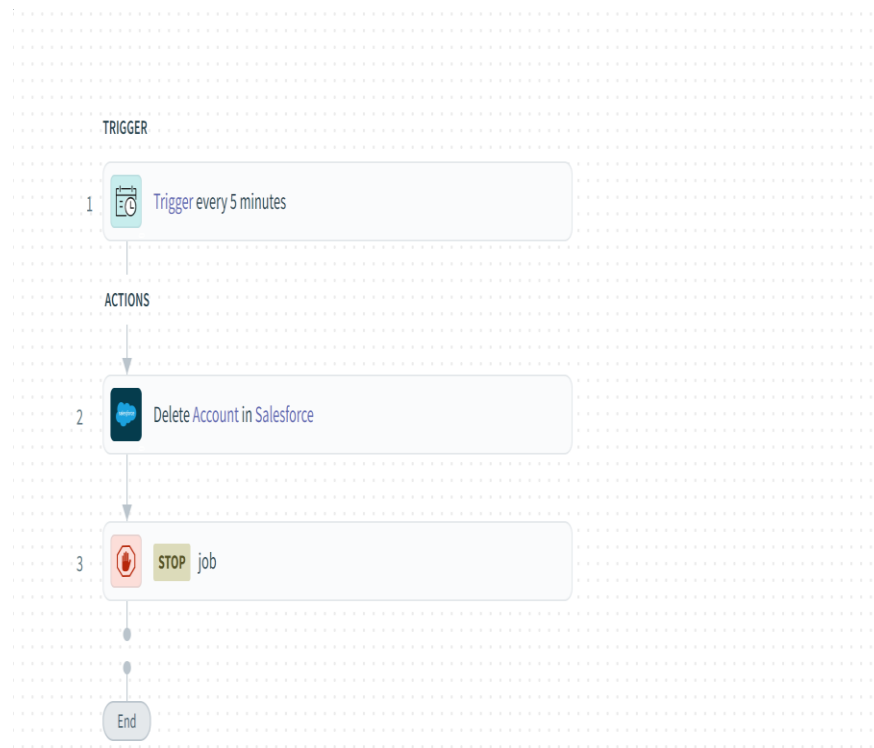 TRIGGER
1 Trigger every 5 minutes
ACTIONS
2 Delete Account in Salesforce
3 STOP job
End